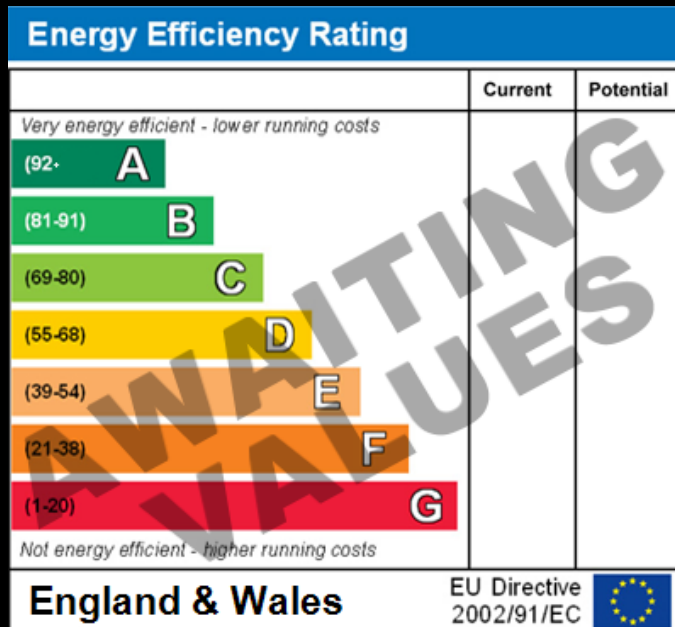 Energy Efficiency Rating
Current Potential
Very energy efficient - lower running costs
(92+ A
(81-91) B
(69-80) C
(55-68) D
(39-54) E
(21-38) F
(1-20) G
Not energy efficient - higher running costs
AWAITING
VALUES
England & Wales
EU Directive
2002/91/EC